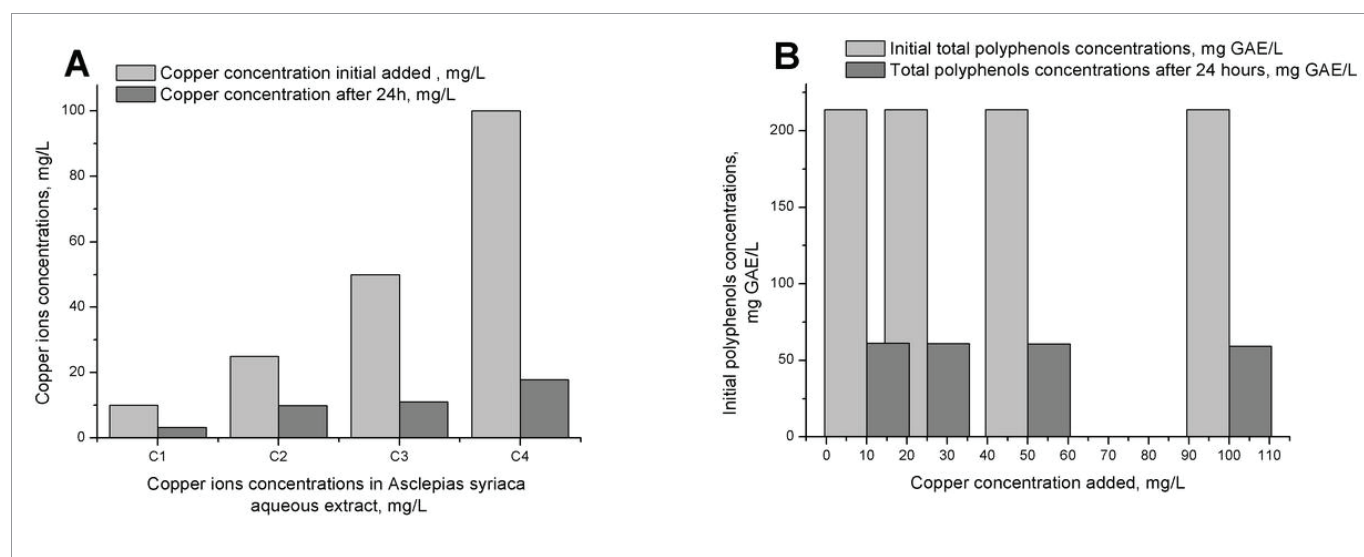 A
Copper concentration initial added , mg/L
Copper concentration after 24h, mg/L
Copper ions concentrations, mg/L
100
80
60
40
20
0
C1
C2
C3
C4
Copper ions concentrations in Asclepias syriaca
aqueous extract, mg/L
B
Initial total polyphenols concentrations, mg GAE/L
Total polyphenols concentrations after 24 hours, mg GAE/L
Initial polyphenols concentrations,
mg GAE/L
200
150
100
50
0
0 10 20 30 40 50 60 70 80 90 100 110
Copper concentration added, mg/L